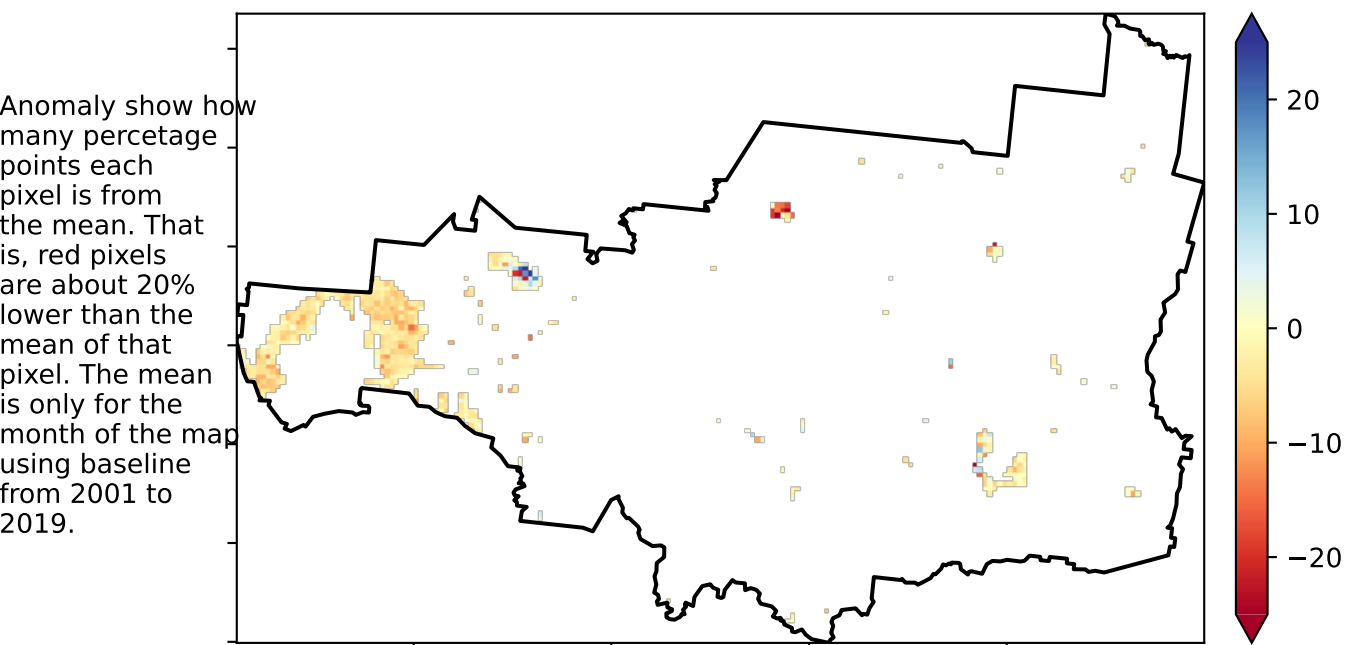 Anomaly show how
many percetage
points each
pixel is from
the mean. That
is, red pixels
are about 20%
lower than the
mean of that
pixel. The mean
is only for the
month of the map
using baseline
from 2001 to
2019.
20
10
0
−10
−20